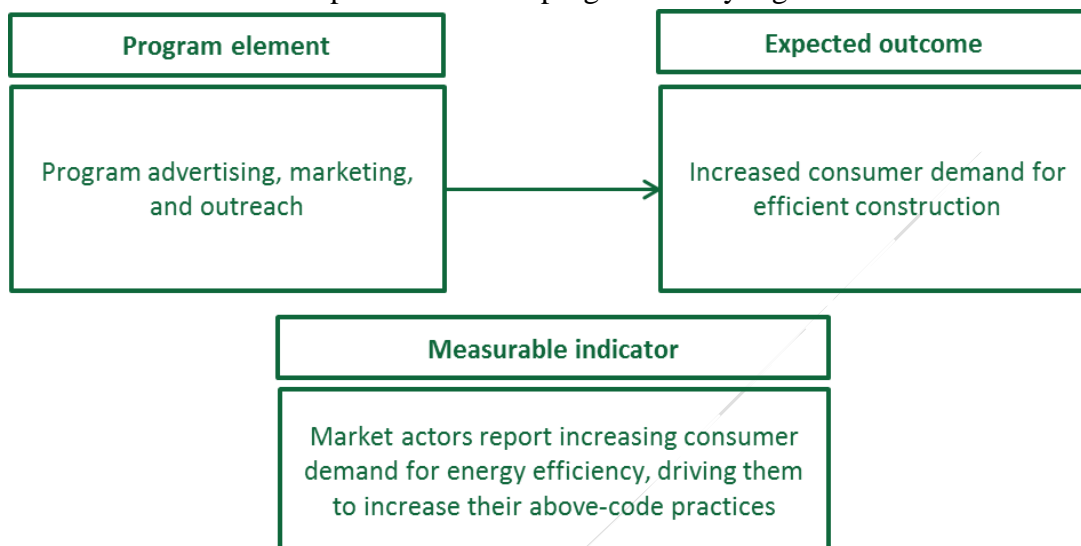 Program element
Expected outcome
Program advertising, marketing,
and outreach
Increased consumer demand for
efficient construction
Measurable indicator
Market actors report increasing consumer
demand for energy efficiency, driving them
to increase their above-code practices